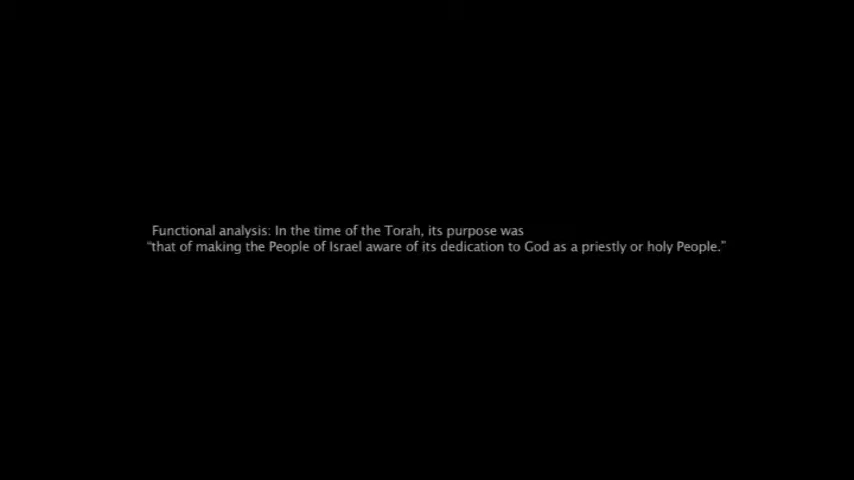 Functional analysis: In the time of the Torah, its purpose was
“that of making the People of Israel aware of its dedication to God as a priestly or holy People.”